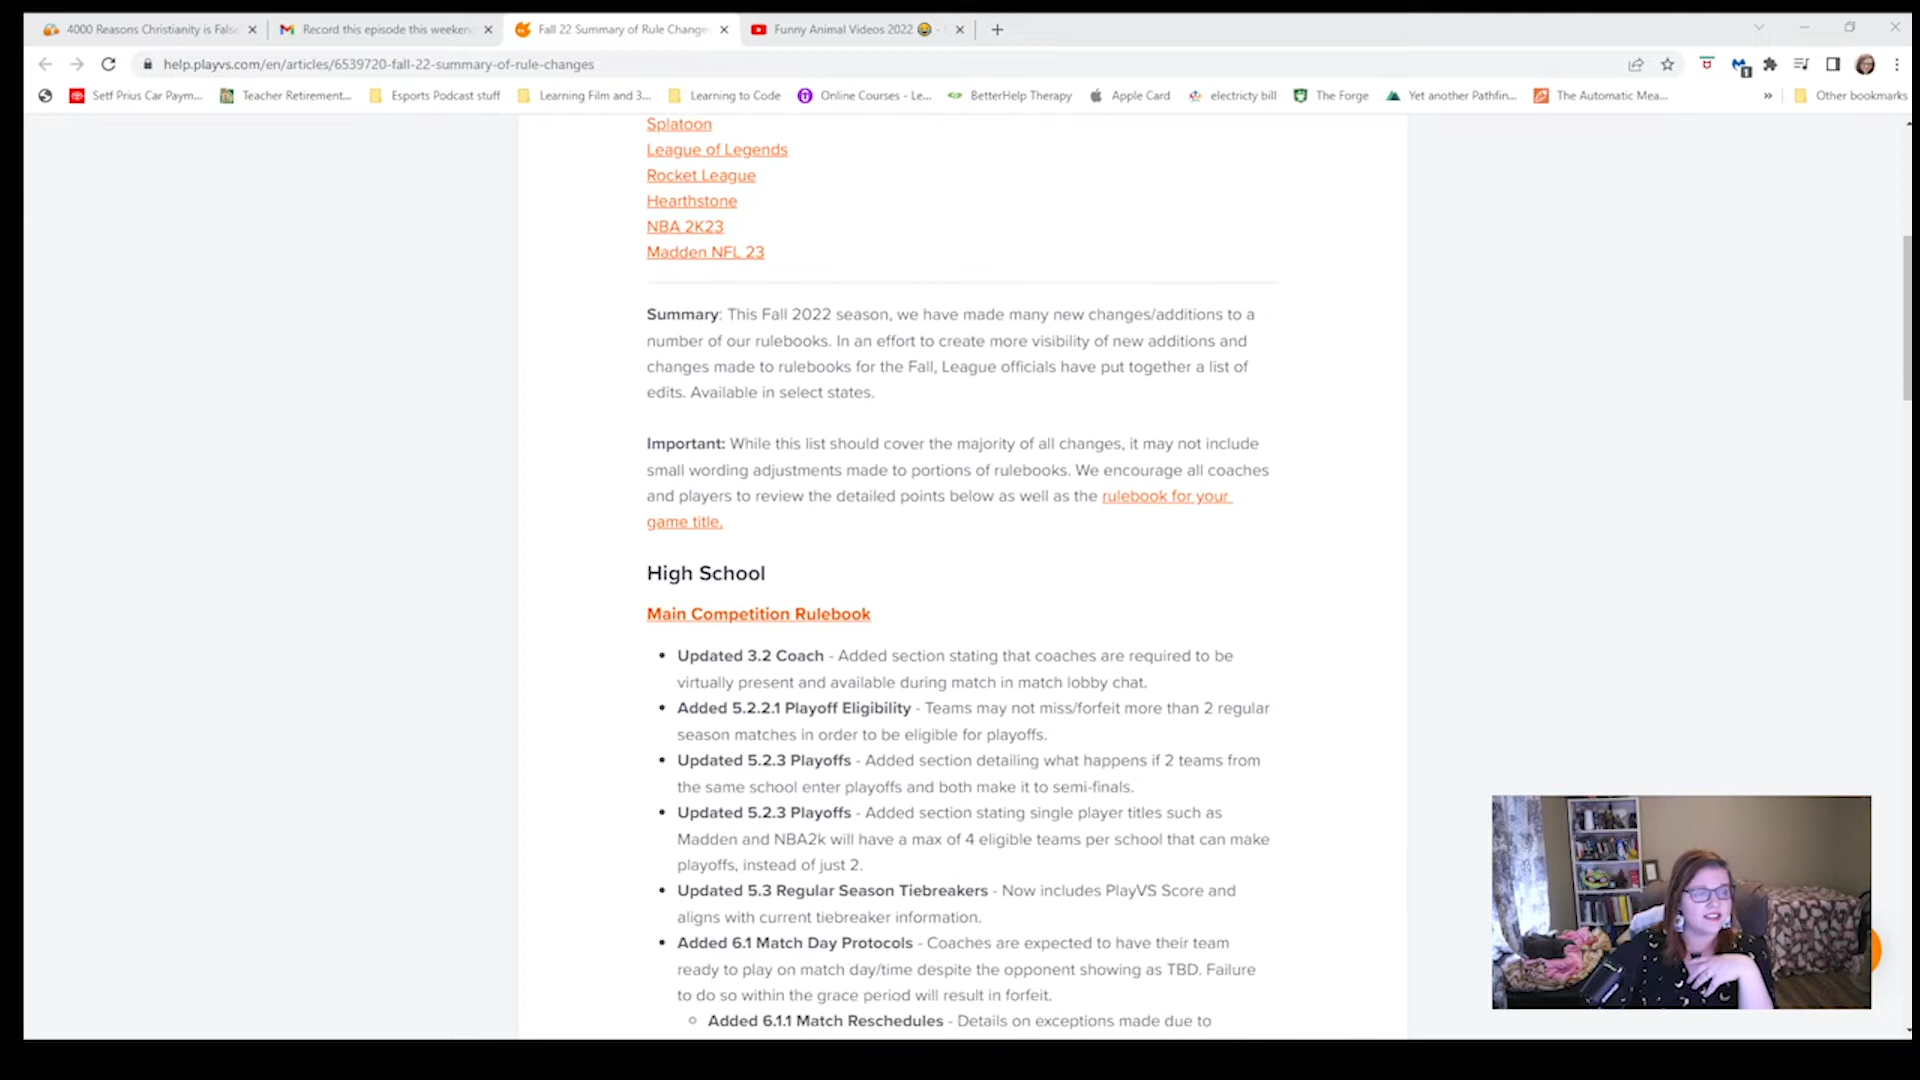 4000 Reasons Christianity is False
Record this episode this weeken
Fall 22 Summary of Rule Change
Funny Animal Videos 2022 😂 -
help.playvs.com/en/articles/6539720-fall-22-summary-of-rule-changes
Setf Prius Car Paym...
Teacher Retirement...
Esports Podcast stuff
Learning Film and 3...
Learning to Code
Online Courses - Le...
BetterHelp Therapy
Apple Card
electricty bill
The Forge
Yet another Pathfin...
The Automatic Mea...
»
Other bookmarks
Splatoon
League of Legends
Rocket League
Hearthstone
NBA 2K23
Madden NFL 23
Summary: This Fall 2022 season, we have made many new changes/additions to a
number of our rulebooks. In an effort to create more visibility of new additions and
changes made to rulebooks for the Fall, League officials have put together a list of
edits. Available in select states.
Important: While this list should cover the majority of all changes, it may not include
small wording adjustments made to portions of rulebooks. We encourage all coaches
and players to review the detailed points below as well as the rulebook for your
game title.
High School
Main Competition Rulebook
• Updated 3.2 Coach - Added section stating that coaches are required to be
virtually present and available during match in match lobby chat.
• Added 5.2.2.1 Playoff Eligibility - Teams may not miss/forfeit more than 2 regular
season matches in order to be eligible for playoffs.
• Updated 5.2.3 Playoffs - Added section detailing what happens if 2 teams from
the same school enter playoffs and both make it to semi-finals.
• Updated 5.2.3 Playoffs - Added section stating single player titles such as
Madden and NBA2k will have a max of 4 eligible teams per school that can make
playoffs, instead of just 2.
• Updated 5.3 Regular Season Tiebreakers - Now includes PlayVS Score and
aligns with current tiebreaker information.
• Added 6.1 Match Day Protocols - Coaches are expected to have their team
ready to play on match day/time despite the opponent showing as TBD. Failure
to do so within the grace period will result in forfeit.
○ Added 6.1.1 Match Reschedules - Details on exceptions made due to